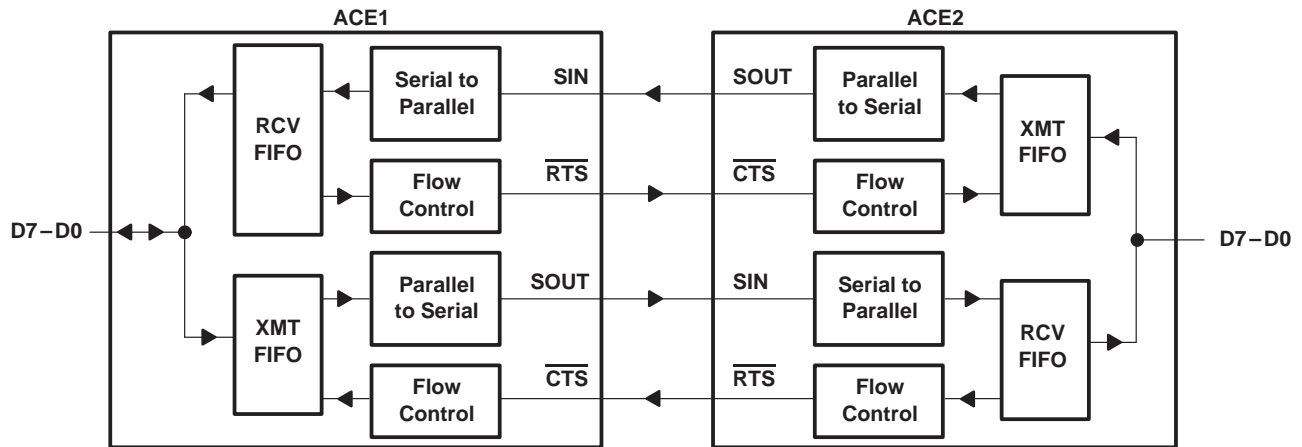 ACE1
ACE2
RCV
FIFO
Serial to
Parallel
SIN
SOUT
Parallel
to Serial
XMT
FIFO
Flow
Control
RTS
CTS
Flow
Control
D7–D0
D7–D0
XMT
FIFO
Parallel
to Serial
SOUT
SIN
Serial to
Parallel
RCV
FIFO
Flow
Control
CTS
RTS
Flow
Control